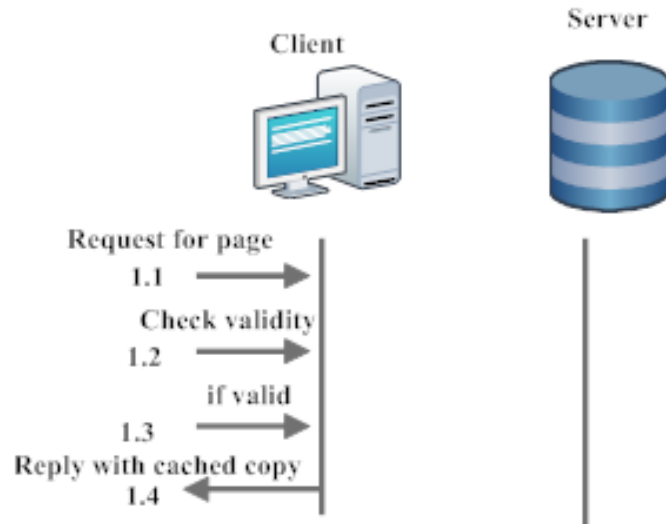 Server
Client
Request for page
1.1
Check validity
1.2
if valid
1.3
Reply with cached copy
1.4